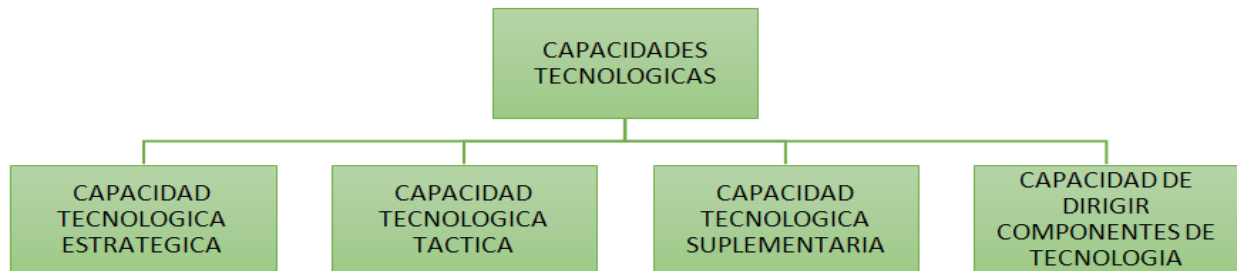 CAPACIDADES
TECNOLOGICAS
CAPACIDAD
TECNOLOGICA
ESTRATEGICA
CAPACIDAD
TECNOLOGICA
TACTICA
CAPACIDAD
TECNOLOGICA
SUPLEMENTARIA
CAPACIDAD DE
DIRIGIR
COMPONENTES DE
TECNOLOGIA